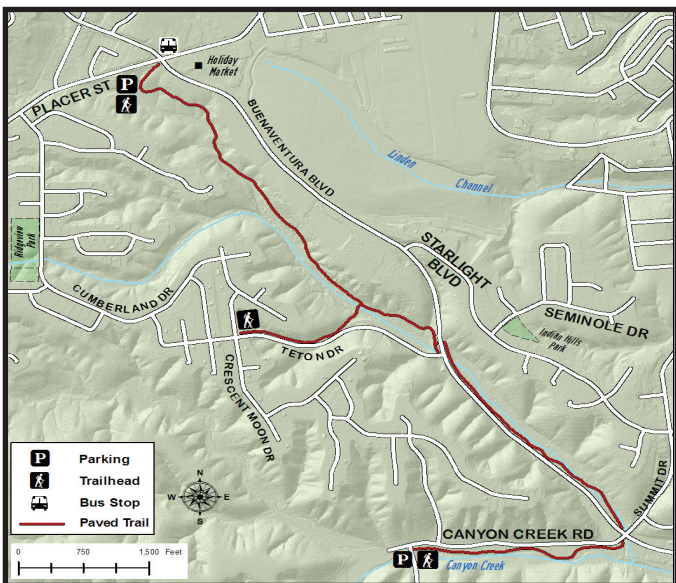 Holiday
Market
P
PLACER ST
BUENAVENTURA BLVD
Linden
Channel
Ridgeview
Park
STARLIGHT
BLVD
CUMBERLAND DR
SEMINOLE DR
Indian Hills
Park
TETON DR
CRESCENT MOON DR
P Parking
Trailhead
Bus Stop
Paved Trail
N
W E
S
0 750 1,500 Feet
SUMMIT DR
CANYON CREEK RD
P
Canyon Creek